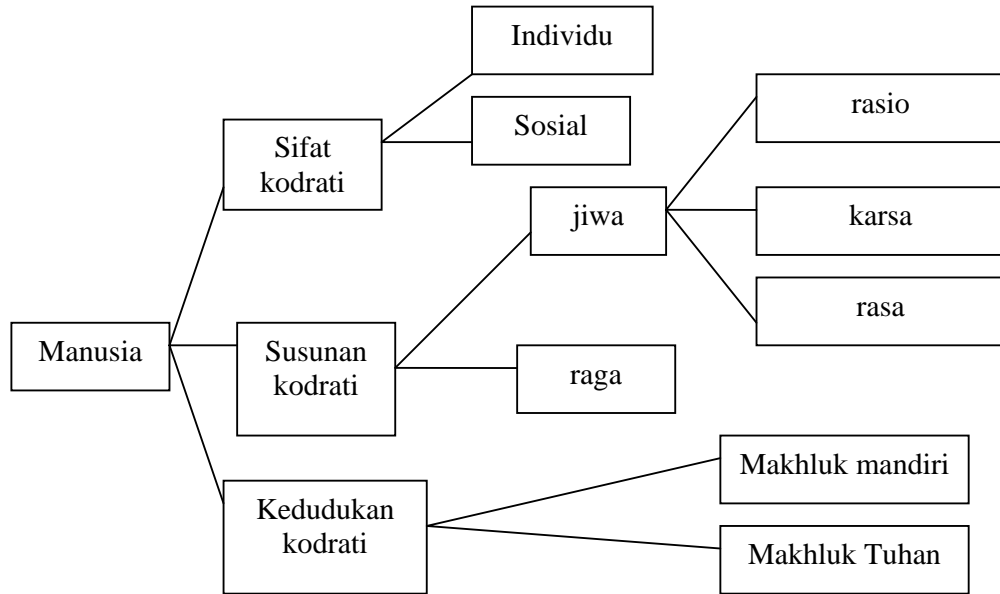 Individu
Sosial
Sifat
kodrati
rasio
jiwa
karsa
rasa
Manusia
Susunan
kodrati
raga
Kedudukan
kodrati
Makhluk mandiri
Makhluk Tuhan